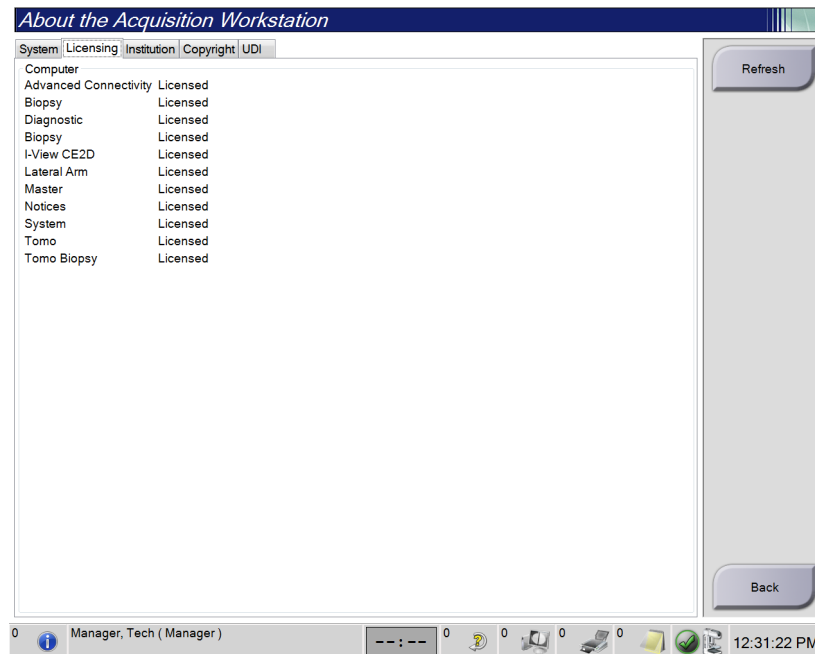 About the Acquisition Workstation
System Licensing Institution Copyright UDI
Computer
Advanced Connectivity Licensed
Biopsy Licensed
Diagnostic Licensed
Biopsy Licensed
I-View CE2D Licensed
Lateral Arm Licensed
Master Licensed
Notices Licensed
System Licensed
Tomo Licensed
Tomo Biopsy Licensed
Refresh
Back
0 Manager, Tech ( Manager ) --:-- 0 0 0 0 12:31:22 PM